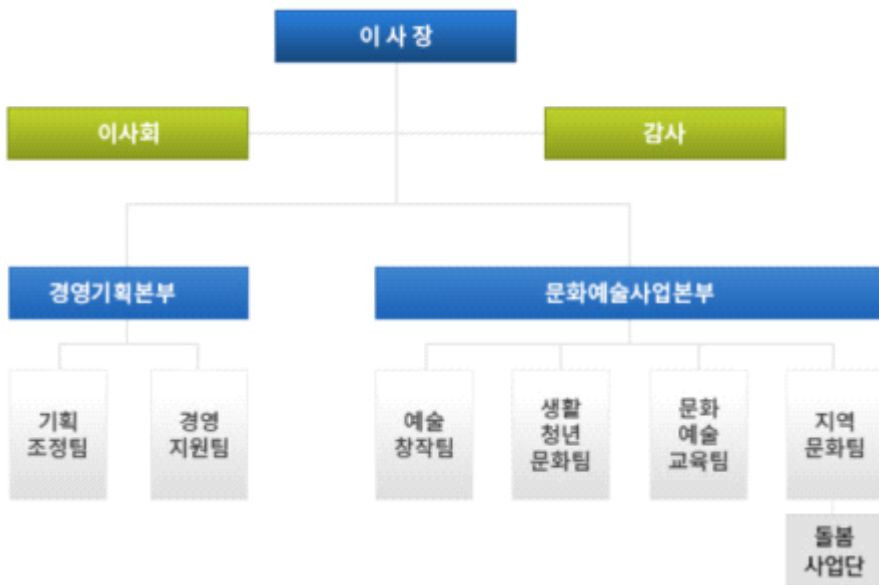 이 사 장
이사회
감사
경영기획본부
문화예술사업본부
기획
조정팀
경영
지원팀
예술
창작팀
생활
청년
문화팀
문화
예술
교육팀
지역
문화팀
돌봄
사업단